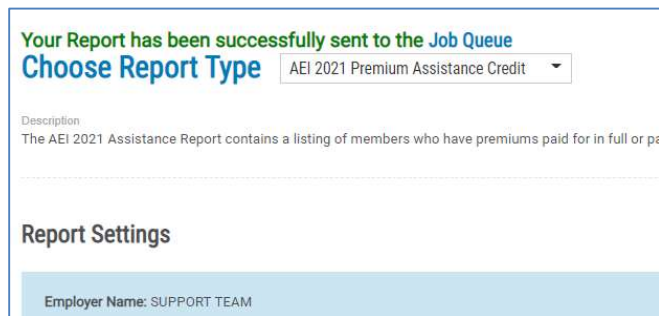 Your Report has been successfully sent to the Job Queue
Choose Report Type AEI 2021 Premium Assistance Credit
Description
The AEI 2021 Assistance Report contains a listing of members who have premiums paid for in full or
Report Settings
Employer Name: SUPPORT TEAM